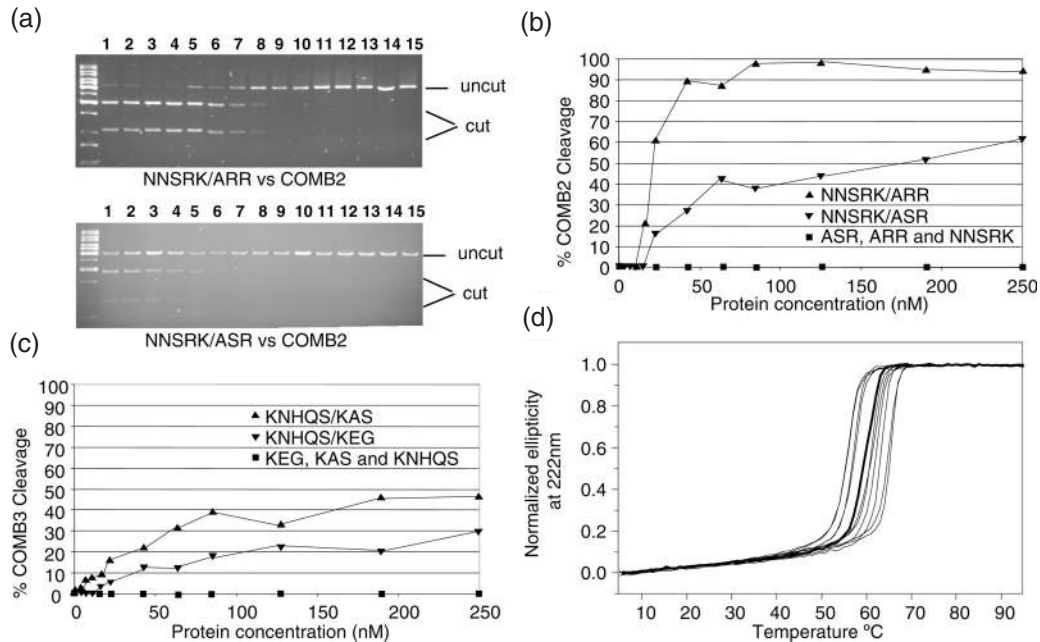 (a)
1 2 3 4 5 6 7 8 9 10 11 12 13 14 15
uncut
cut
NNSRK/ARR vs COMB2
1 2 3 4 5 6 7 8 9 10 11 12 13 14 15
uncut
cut
NNSRK/ASR vs COMB2
(b)
% COMB2 Cleavage
100
90
80
70
60
50
40
30
20
10
0
NNSRK/ARR
NNSRK/ASR
ASR, ARR and NNSRK
0 50 100 150 200 250
Protein concentration (nM)
(c)
% COMB3 Cleavage
100
90
80
70
60
50
40
30
20
10
0
KNHQS/KAS
KNHQS/KEG
KEG, KAS and KNHQS
0 50 100 150 200 250
Protein concentration (nM)
(d)
Normalized ellipticity
at 222nm
1.0
0.8
0.6
0.4
0.2
0.0
10 20 30 40 50 60 70 80 90
Temperature ºC